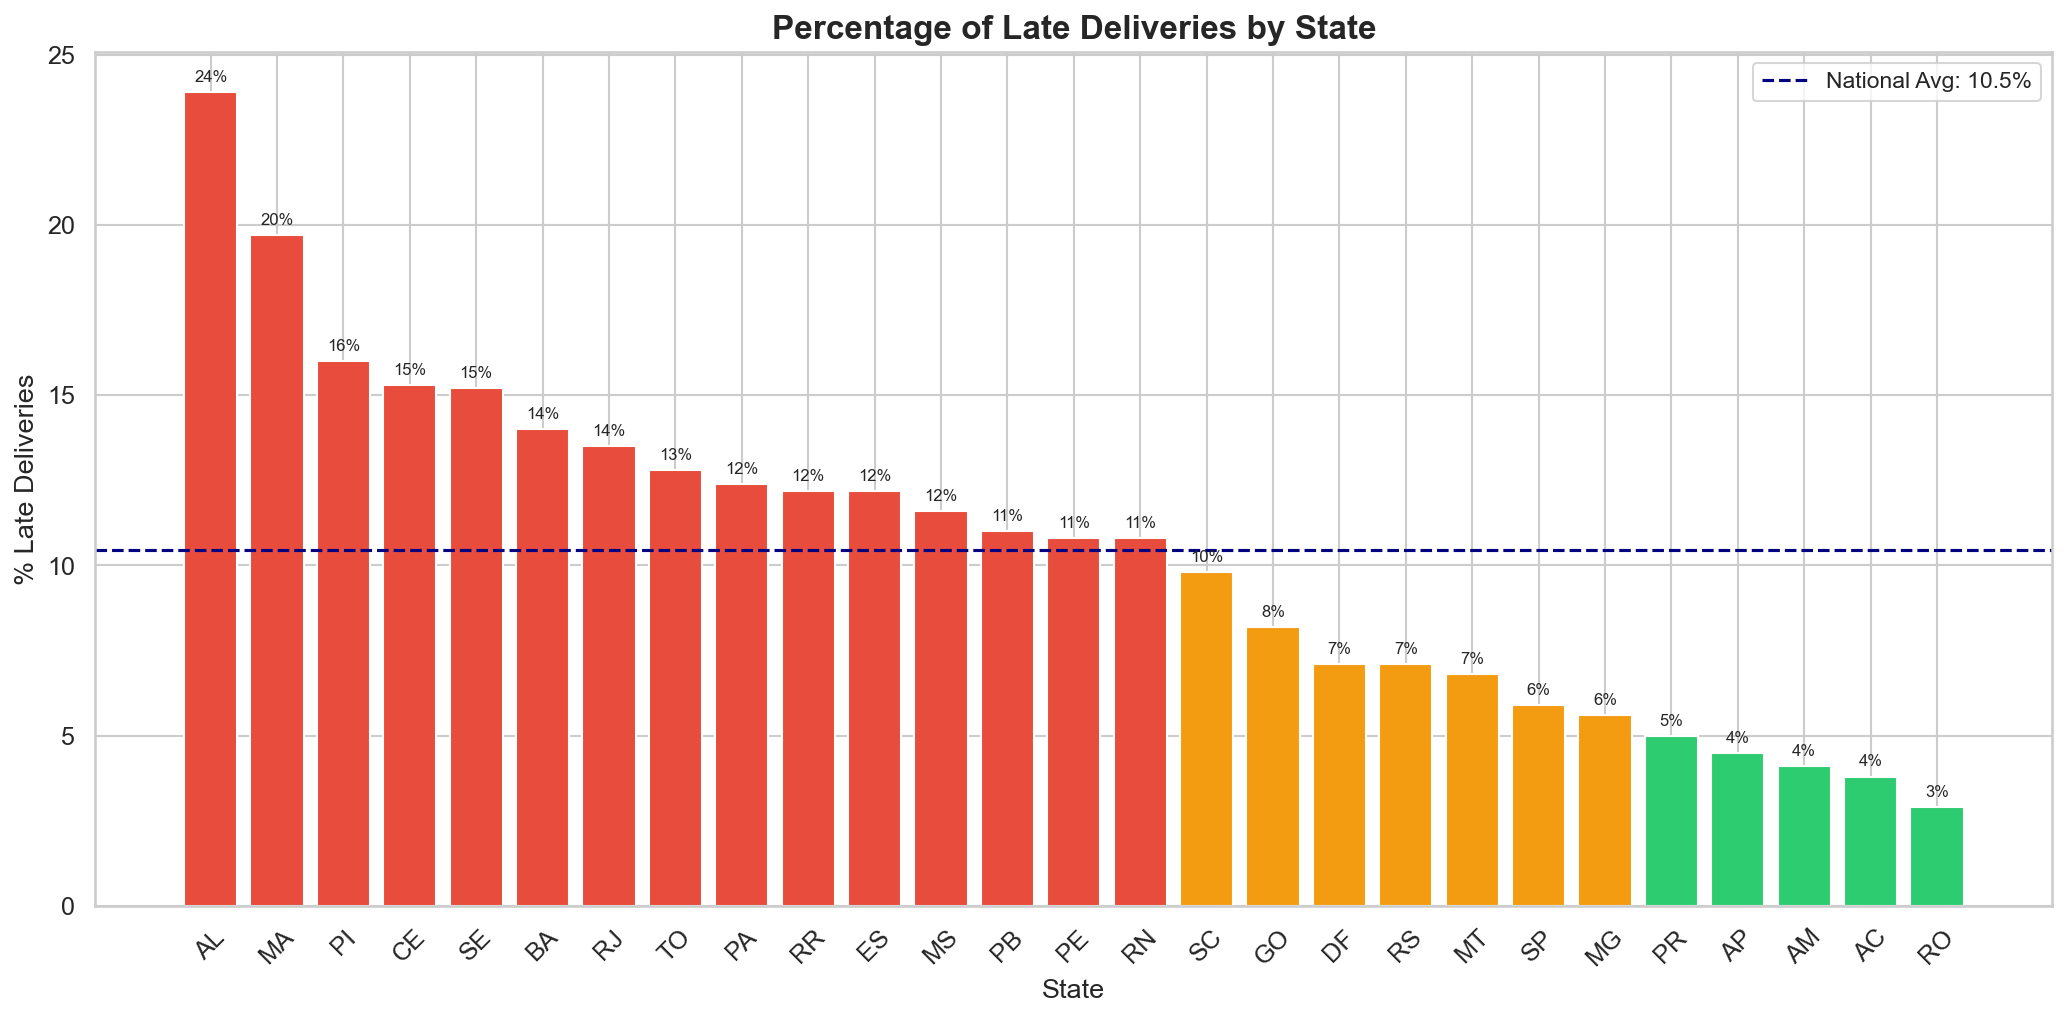 Percentage of Late Deliveries by State
National Avg: 10.5%
% Late Deliveries
25
20
15
10
5
0
24%
20%
16%
15%
15%
14%
14%
13%
12%
12%
12%
12%
11%
11%
11%
10%
8%
7%
7%
7%
6%
6%
5%
4%
4%
4%
3%
AL
MA
PI
CE
SE
BA
RJ
TO
PA
RR
ES
MS
PB
PE
RN
SC
GO
DF
RS
MT
SP
MG
PR
AP
AM
AC
RO
State